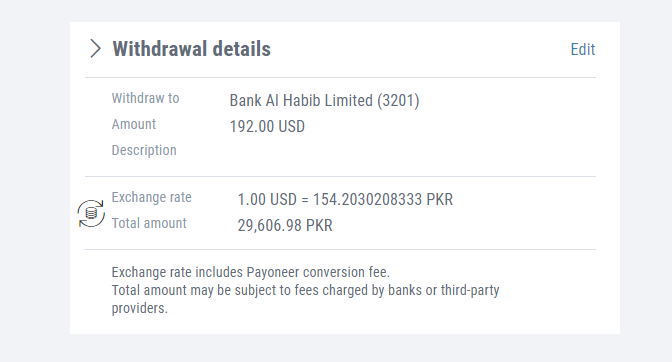 Withdrawal details
Edit
Withdraw to Bank Al Habib Limited (3201)
Amount 192.00 USD
Description
Exchange rate 1.00 USD = 154.2030208333 PKR
Total amount 29,606.98 PKR
Exchange rate includes Payoneer conversion fee.
Total amount may be subject to fees charged by banks or third-party
providers.